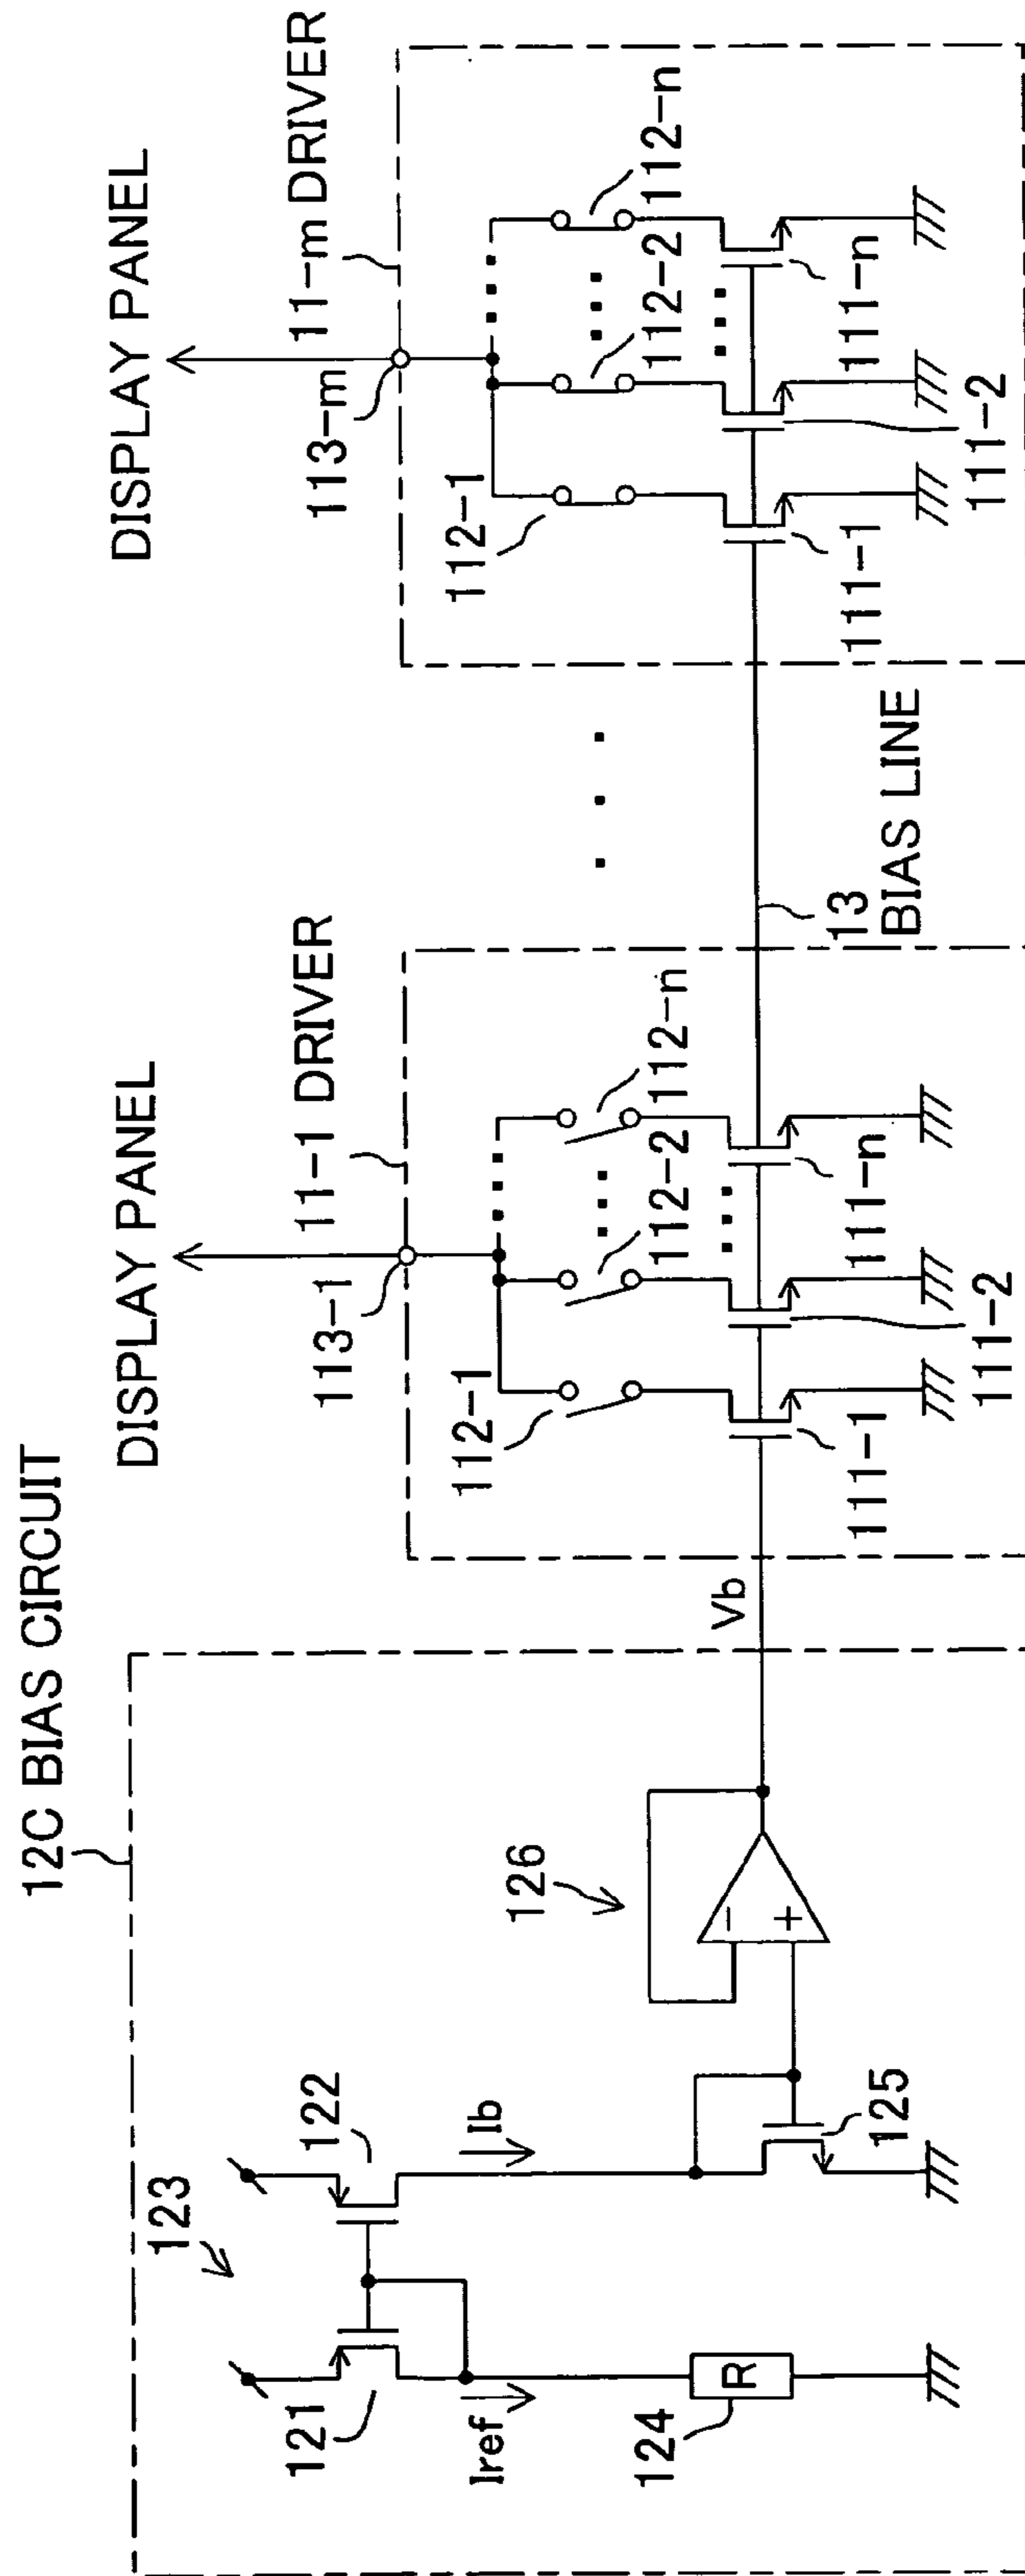 12C BIAS CIRCUIT
123
121
122
Iref
Ib
124
R
125
126
-
+
Vb
DISPLAY PANEL
113-1
11-1 DRIVER
112-1
112-2
112-n
111-1
111-2
111-n
13
BIAS LINE
DISPLAY PANEL
113-m
11-m DRIVER
112-1
112-2
112-n
111-1
111-2
111-n